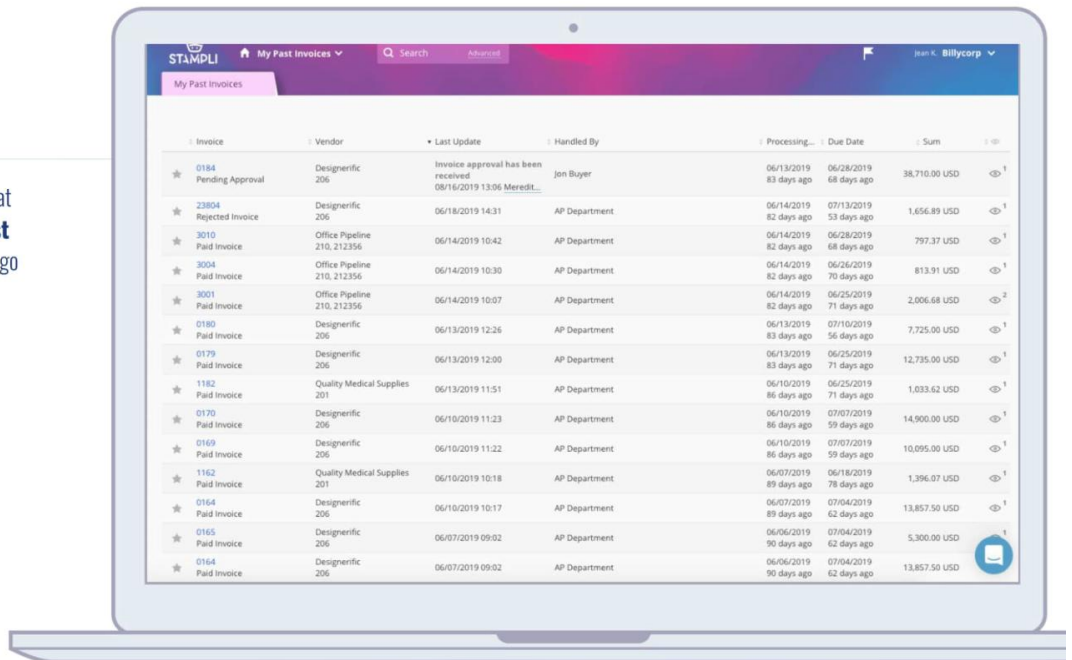 at
st
go
STAMPLI
My Past Invoices
Search
Advanced
Jean K. Billycorp
My Past Invoices
Invoice Vendor Last Update Handled By Processing... Due Date Sum
0184 Designerific Invoice approval has been 06/13/2019 06/28/2019
Pending Approval 206 received Jon Buyer 83 days ago 68 days ago 38,710.00 USD 1
08/16/2019 13:06 Meredit...
23804 Designerific 06/18/2019 14:31 AP Department 06/14/2019 07/13/2019 1,656.89 USD 1
Rejected Invoice 206 82 days ago 53 days ago
3010 Office Pipeline 06/14/2019 10:42 AP Department 06/14/2019 06/28/2019 797.37 USD 1
Paid Invoice 210, 212356 82 days ago 68 days ago
3004 Office Pipeline 06/14/2019 10:30 AP Department 06/14/2019 06/26/2019 813.91 USD 1
Paid Invoice 210, 212356 82 days ago 70 days ago
3001 Office Pipeline 06/14/2019 10:07 AP Department 06/14/2019 06/25/2019 2,006.68 USD 2
Paid Invoice 210, 212356 82 days ago 71 days ago
0180 Designerific 06/13/2019 12:26 AP Department 06/13/2019 07/10/2019 7,725.00 USD 1
Paid Invoice 206 83 days ago 56 days ago
0179 Designerific 06/13/2019 12:00 AP Department 06/13/2019 06/25/2019 12,735.00 USD 1
Paid Invoice 206 83 days ago 71 days ago
1182 Quality Medical Supplies 06/13/2019 11:51 AP Department 06/10/2019 06/25/2019 1,033.62 USD 1
Paid Invoice 201 86 days ago 71 days ago
0170 Designerific 06/10/2019 11:23 AP Department 06/10/2019 07/07/2019 14,900.00 USD 1
Paid Invoice 206 86 days ago 59 days ago
0169 Designerific 06/10/2019 11:22 AP Department 06/10/2019 07/07/2019 10,095.00 USD 1
Paid Invoice 206 86 days ago 59 days ago
1162 Quality Medical Supplies 06/10/2019 10:18 AP Department 06/07/2019 06/18/2019 1,396.07 USD 1
Paid Invoice 201 89 days ago 78 days ago
0164 Designerific 06/10/2019 10:17 AP Department 06/07/2019 07/04/2019 13,857.50 USD 1
Paid Invoice 206 89 days ago 62 days ago
0165 Designerific 06/07/2019 09:02 AP Department 06/06/2019 07/04/2019 5,300.00 USD 1
Paid Invoice 206 90 days ago 62 days ago
0164 Designerific 06/07/2019 09:02 AP Department 06/06/2019 07/04/2019 13,857.50 USD
Paid Invoice 206 90 days ago 62 days ago